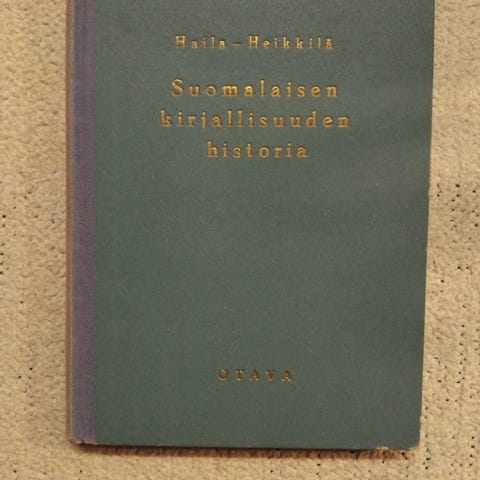 Haila – Heikkilä
Suomalaisen
kirjallisuuden
historia
OTAVA